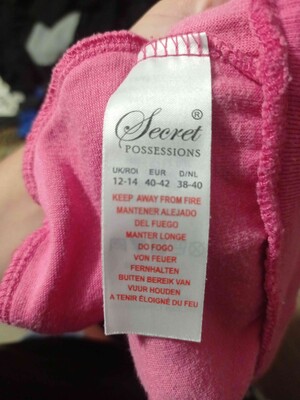 Secret ®
POSSESSIONS
UK/ROI EUR D/NL
12-14 40-42 38-40
KEEP AWAY FROM FIRE
MANTENER ALEJADO
DEL FUEGO
MANTER LONGE
DO FOGO
VON FEUER
FERNHALTEN
BUITEN BEREIK VAN
VUUR HOUDEN
A TENIR ÉLOIGNÉ DU FEU